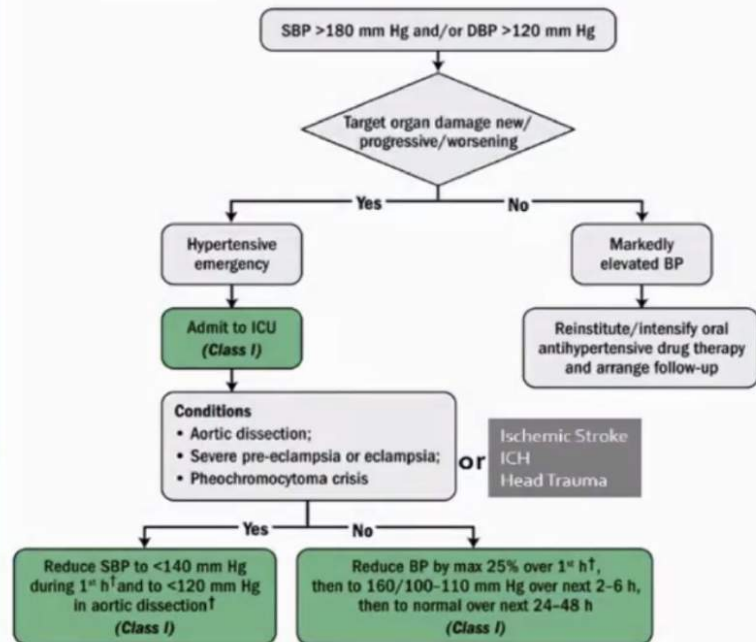 SBP >180 mm Hg and/or DBP >120 mm Hg
Target organ damage new/
progressive/worsening
Yes
No
Hypertensive
emergency
Markedly
elevated BP
Admit to ICU
(Class I)
Reinstitute/intensify oral
antihypertensive drug therapy
and arrange follow-up
Conditions
• Aortic dissection;
• Severe pre-eclampsia or eclampsia;
• Pheochromocytoma crisis
or
Ischemic Stroke
ICH
Head Trauma
Yes
No
Reduce SBP to <140 mm Hg
during 1st h† and to <120 mm Hg
in aortic dissection†
(Class I)
Reduce BP by max 25% over 1st h†,
then to 160/100–110 mm Hg over next 2–6 h,
then to normal over next 24–48 h
(Class I)